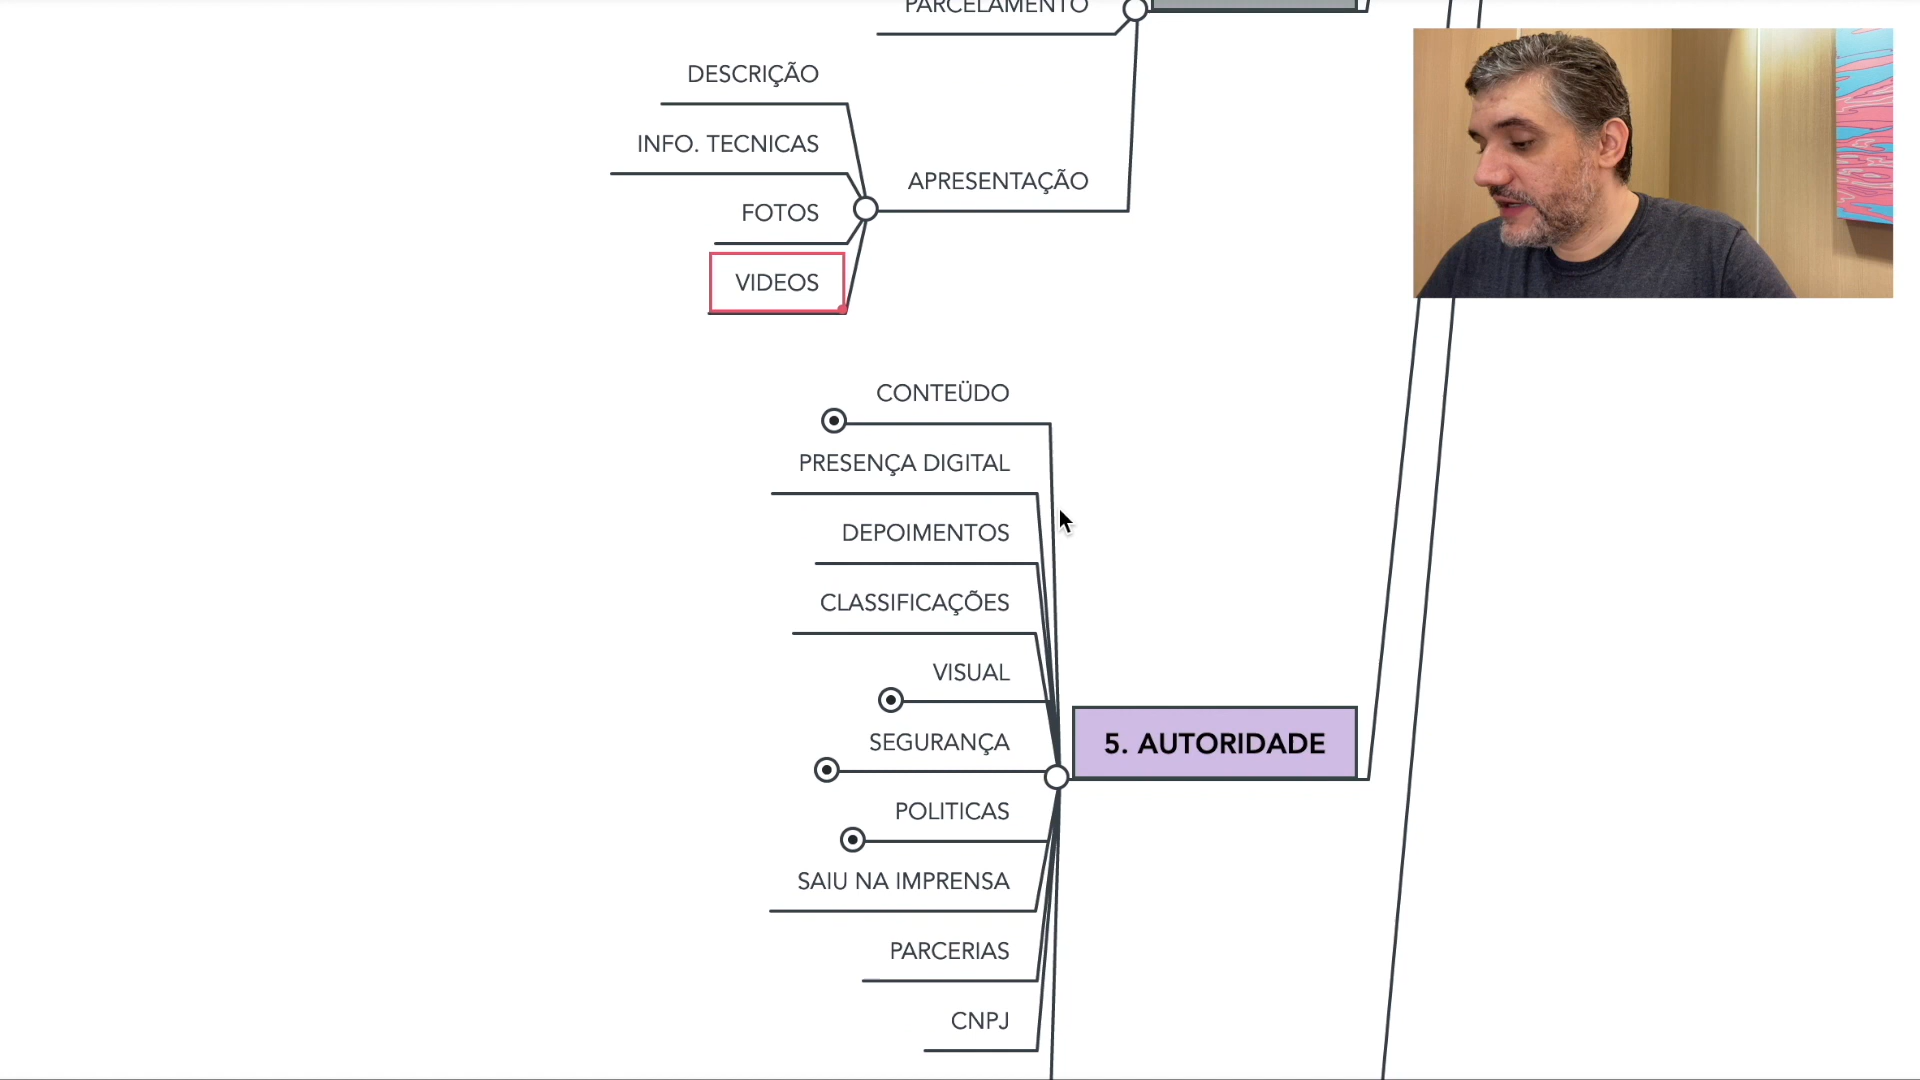 PARCELAMENTO
DESCRIÇÃO
INFO. TECNICAS
APRESENTAÇÃO
FOTOS
VIDEOS
CONTEÜDO
PRESENÇA DIGITAL
DEPOIMENTOS
CLASSIFICAÇÕES
VISUAL
SEGURANÇA
5. AUTORIDADE
POLITICAS
SAIU NA IMPRENSA
PARCERIAS
CNPJ